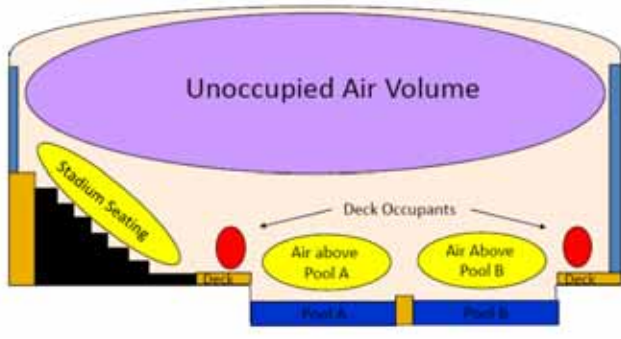 Unoccupied Air Volume
Stadium Seating
Deck Occupants
Air above
Pool A
Air Above
Pool B
Deck
Deck
Pool A
Pool B